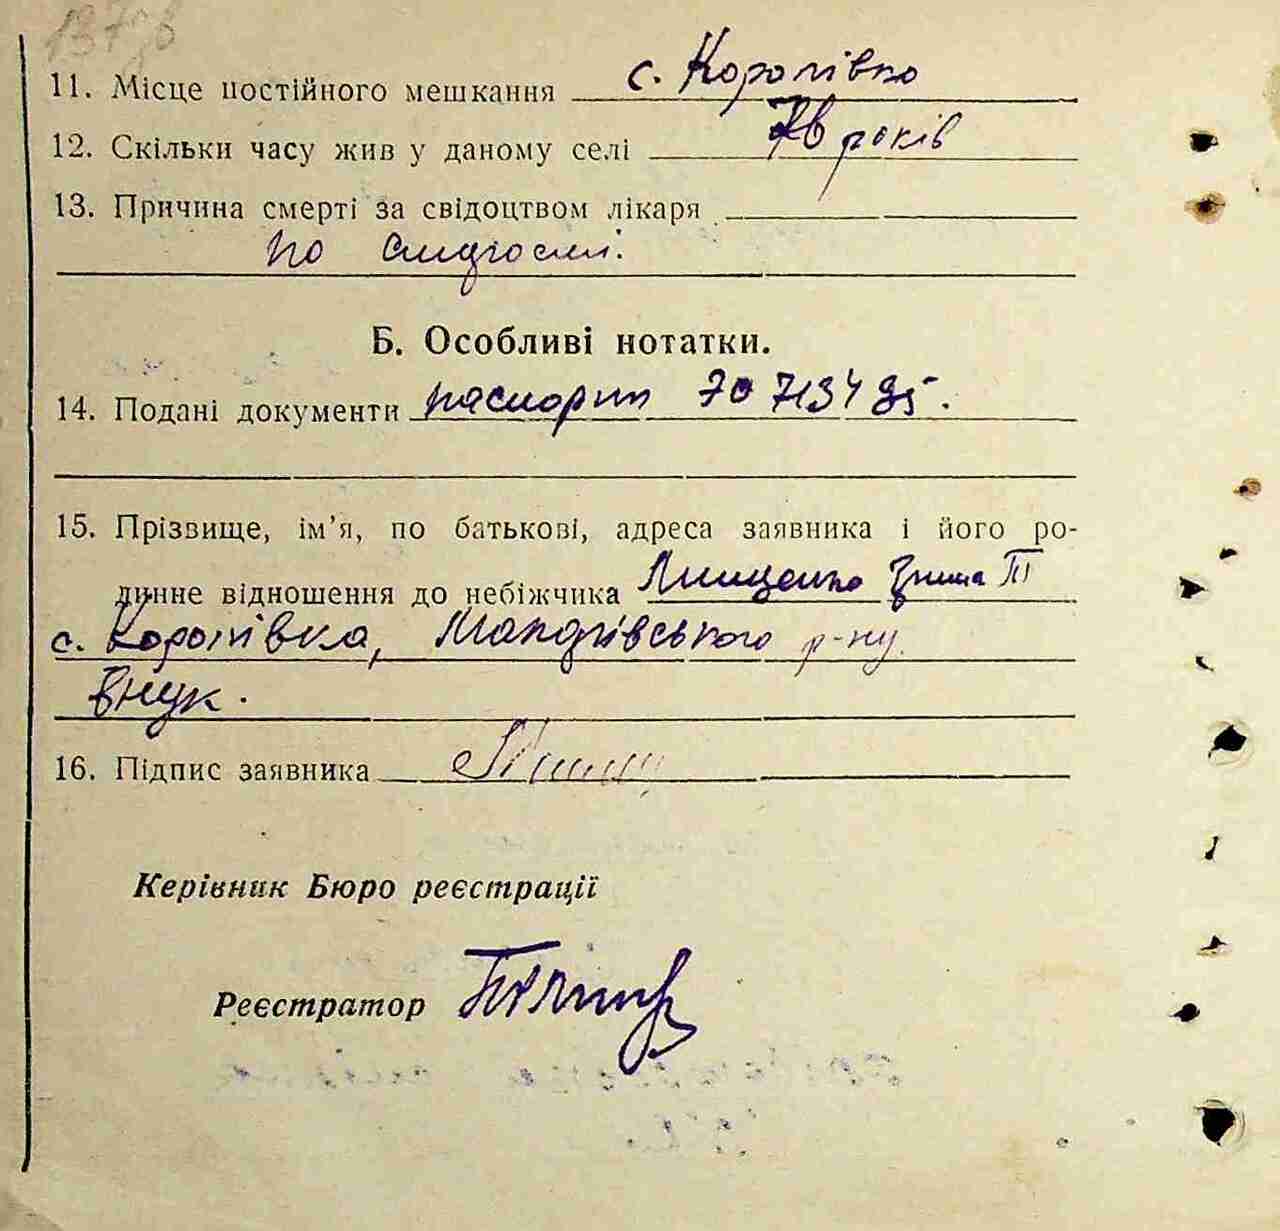 137зв
11. Місце постійного мешкання с. Королівка
12. Скільки часу жив у даному селі 76 років
13. Причина смерті за свідоцтвом лікаря
по
Б. Особливі нотатки.
14. Подані документи паспорт 70713495.
15. Прізвище, ім’я, по батькові, адреса заявника і його ро-
динне відношення до небіжчика
с. Королівка, Макарівського р-ну
внук.
16. Підпис заявника
Керівник Бюро реєстрації
Реєстратор